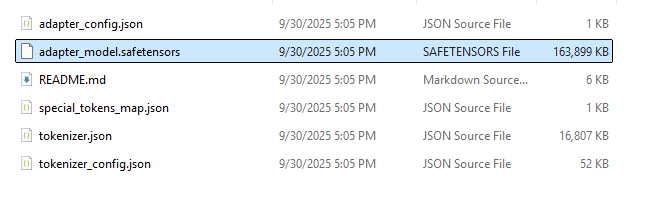 adapter_config.json 9/30/2025 5:05 PM JSON Source File 1 KB
adapter_model.safetensors 9/30/2025 5:05 PM SAFETENSORS File 163,899 KB
README.md 9/30/2025 5:05 PM Markdown Source... 6 KB
special_tokens_map.json 9/30/2025 5:05 PM JSON Source File 1 KB
tokenizer.json 9/30/2025 5:05 PM JSON Source File 16,807 KB
tokenizer_config.json 9/30/2025 5:05 PM JSON Source File 52 KB